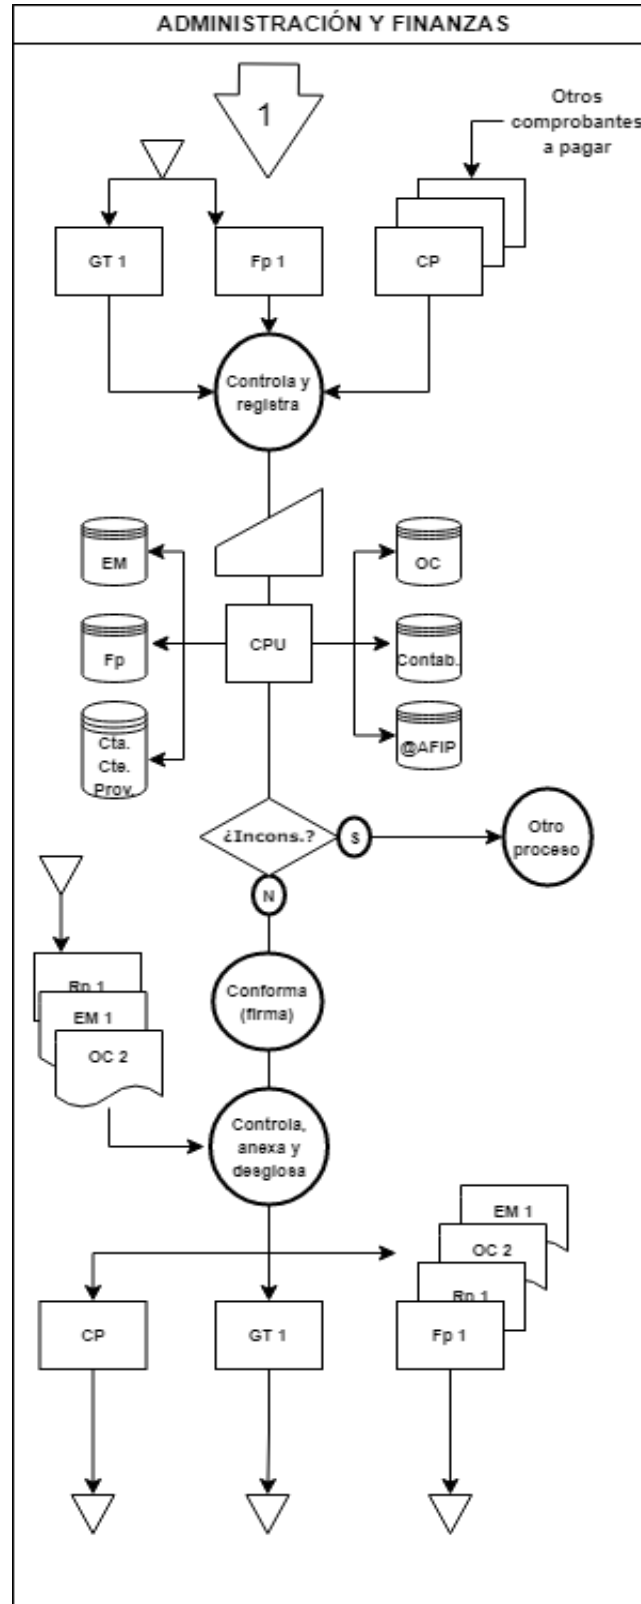 ADMINISTRACIÓN Y FINANZAS
1
Otros
comprobantes
a pagar
GT 1
Fp 1
CP
Controla y
registra
EM
OC
Fp
CPU
Contab.
Cta.
Cte.
Prov.
@AFIP
¿Incons.?
S
Otro
proceso
N
Rp 1
EM 1
OC 2
Conforma
(firma)
Controla,
anexa y
desglosa
EM 1
OC 2
Rp 1
Fp 1
CP
GT 1